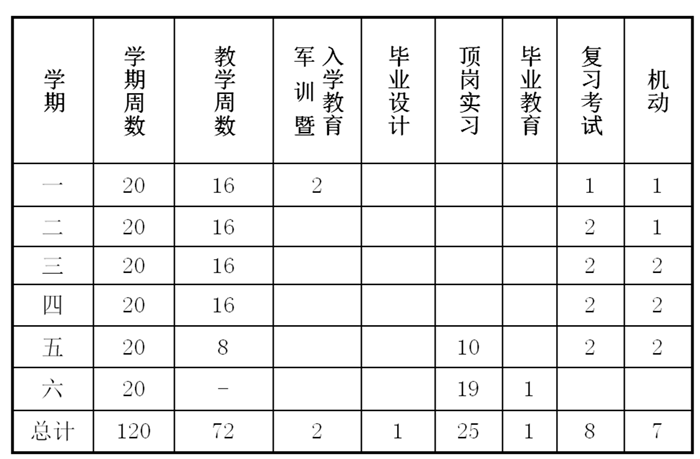 学期 学期周数 教学周数 军训暨入学教育 毕业设计 顶岗实习 毕业教育 复习考试 机动
一 20 16 2 1 1
二 20 16 2 1
三 20 16 2 2
四 20 16 2 2
五 20 8 10 2 2
六 20 – 19 1
总计 120 72 2 1 25 1 8 7